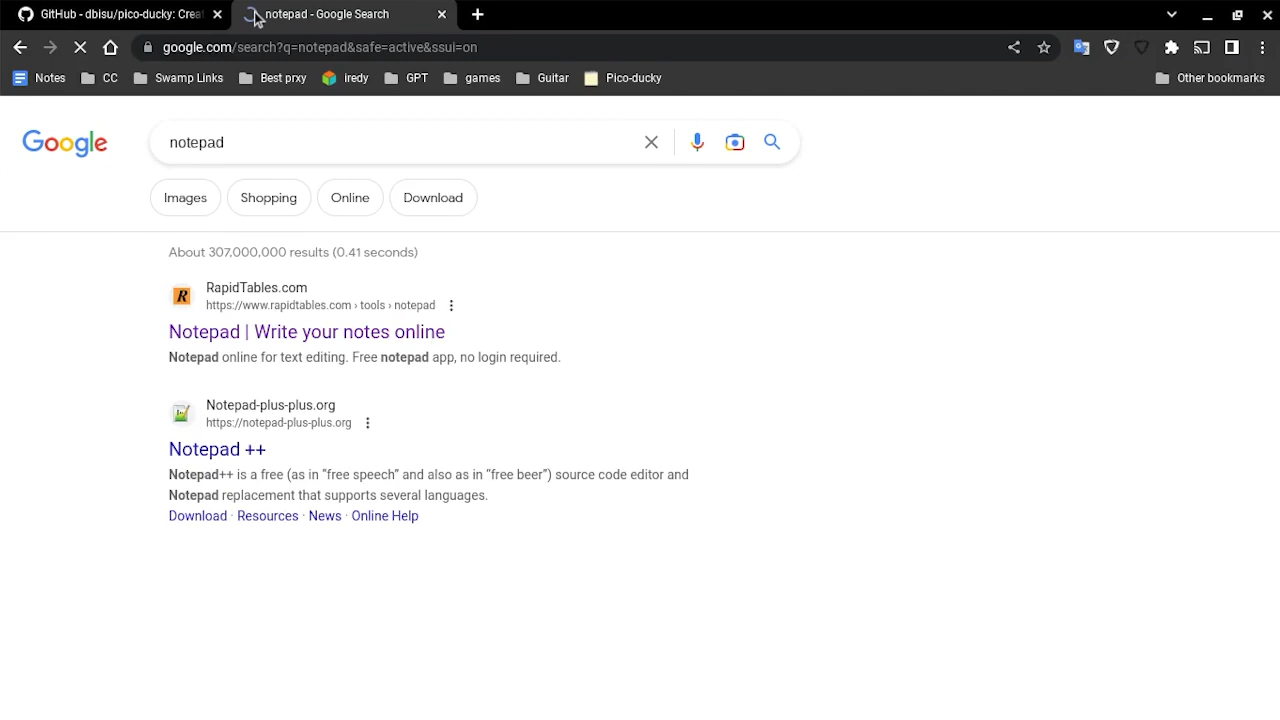 GitHub - dbisu/pico-ducky: Creat
notepad - Google Search
google.com/search?q=notepad&safe=active&ssui=on
Notes CC Swamp Links Best prxy iredy GPT games Guitar Pico-ducky Other bookmarks
Google
notepad
Images Shopping Online Download
About 307,000,000 results (0.41 seconds)
R
RapidTables.com
https://www.rapidtables.com › tools › notepad
Notepad | Write your notes online
Notepad online for text editing. Free notepad app, no login required.
Notepad-plus-plus.org
https://notepad-plus-plus.org
Notepad ++
Notepad++ is a free (as in “free speech” and also as in “free beer”) source code editor and
Notepad replacement that supports several languages.
Download · Resources · News · Online Help